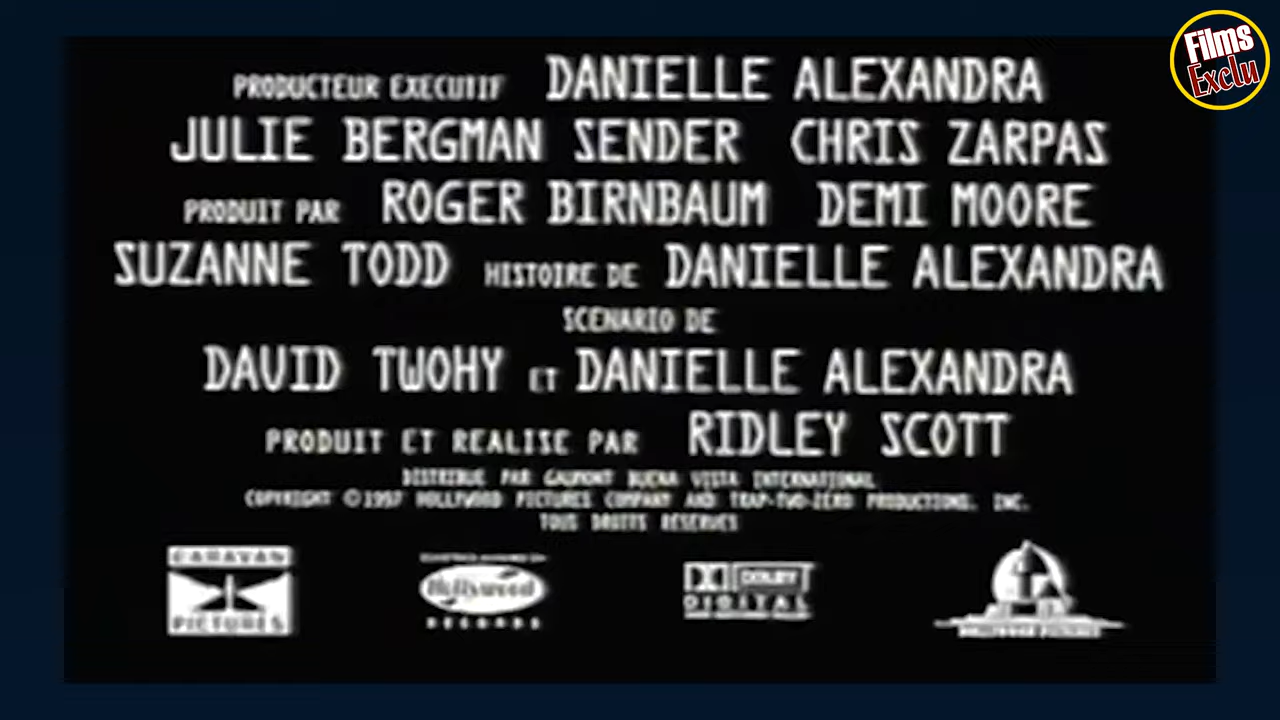 Films
Exclu
PRODUCTEUR EXECUTIF DANIELLE ALEXANDRA
JULIE BERGMAN SENDER CHRIS ZARPAS
PRODUIT PAR ROGER BIRNBAUM DEMI MOORE
SUZANNE TODD HISTOIRE DE DANIELLE ALEXANDRA
SCENARIO DE
DAVID TWOHY ET DANIELLE ALEXANDRA
PRODUIT ET REALISE PAR RIDLEY SCOTT
DISTRIBUE PAR GAUMONT BUENA VISTA INTERNATIONAL
COPYRIGHT ©1997 HOLLYWOOD PICTURES COMPANY AND TRAP-TWO-ZERO PRODUCTIONS, INC.
TOUS DROITS RESERVES
CARAVAN
PICTURES
Hollywood
RECORDS
DOLBY
DIGITAL